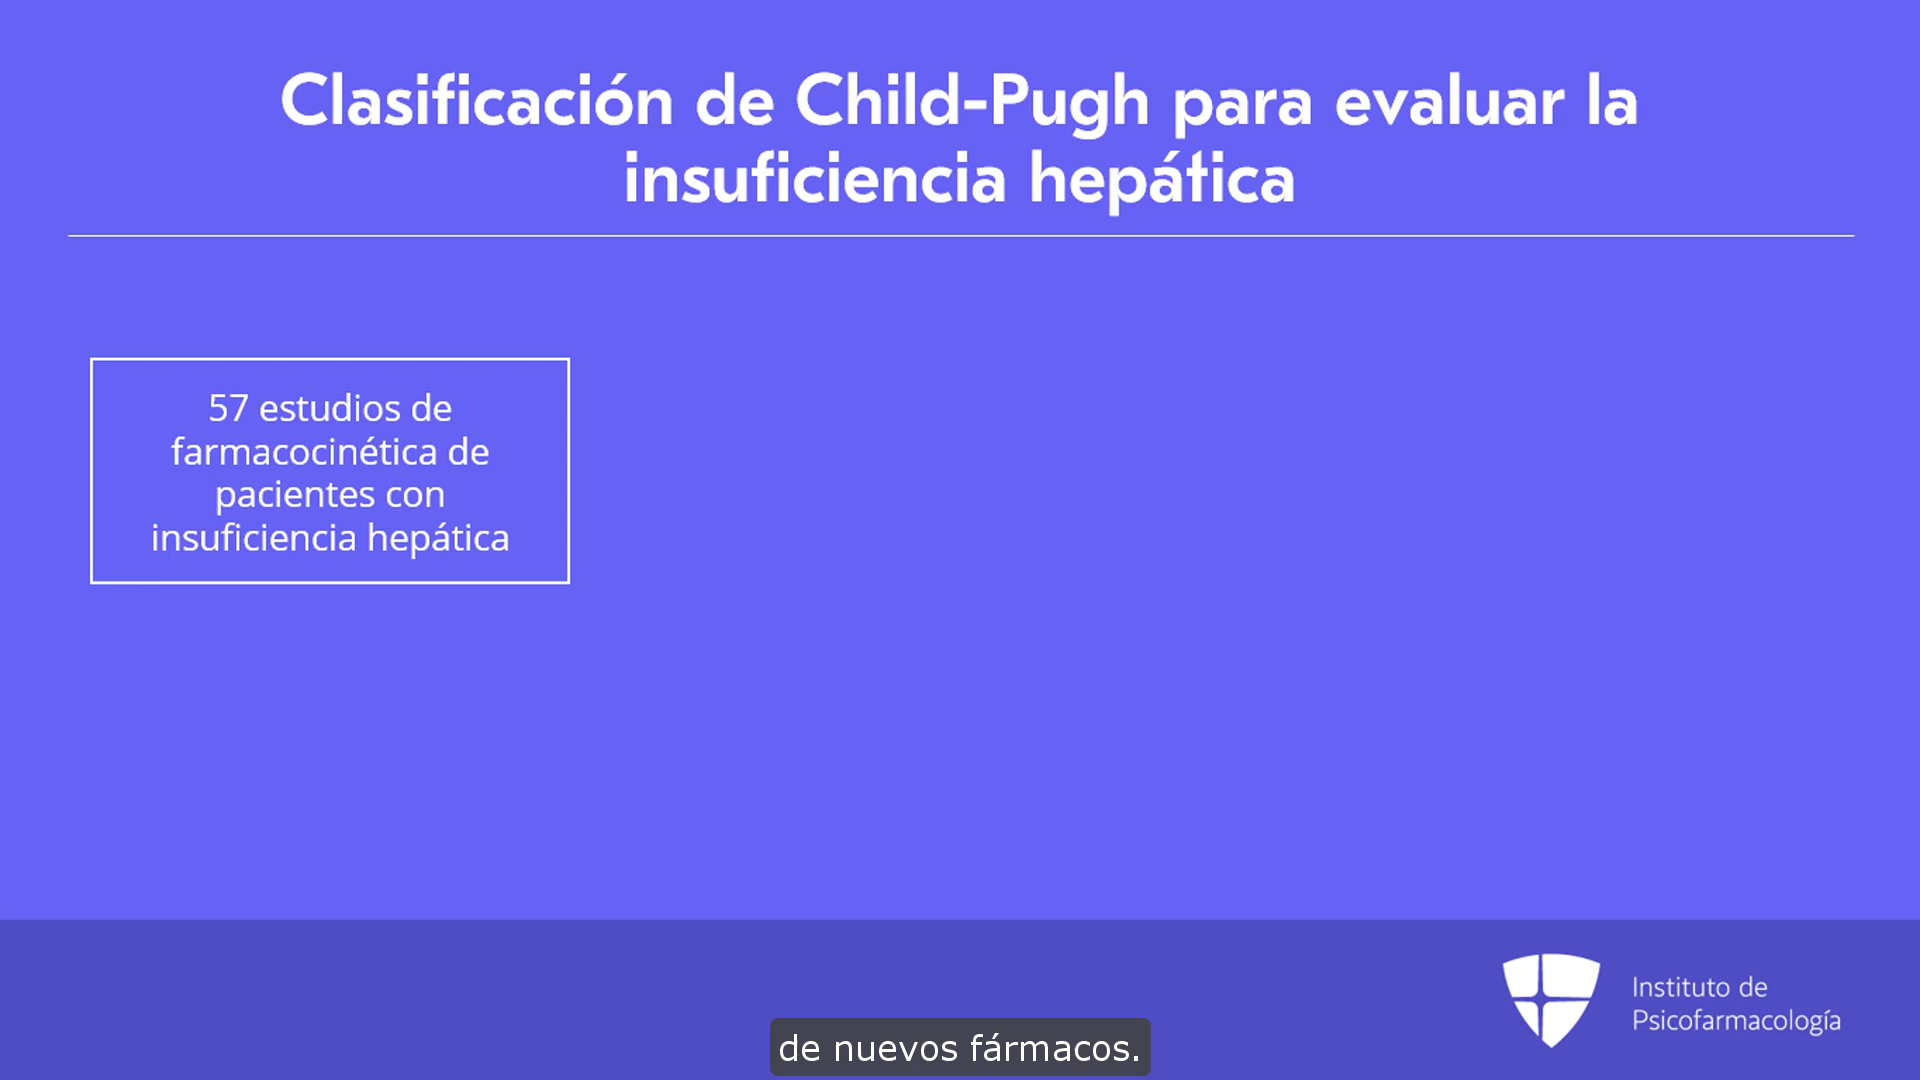 Clasificación de Child-Pugh para evaluar la
insuficiencia hepática
57 estudios de
farmacocinética de
pacientes con
insuficiencia hepática
Instituto de
Psicofarmacología
de nuevos fármacos.